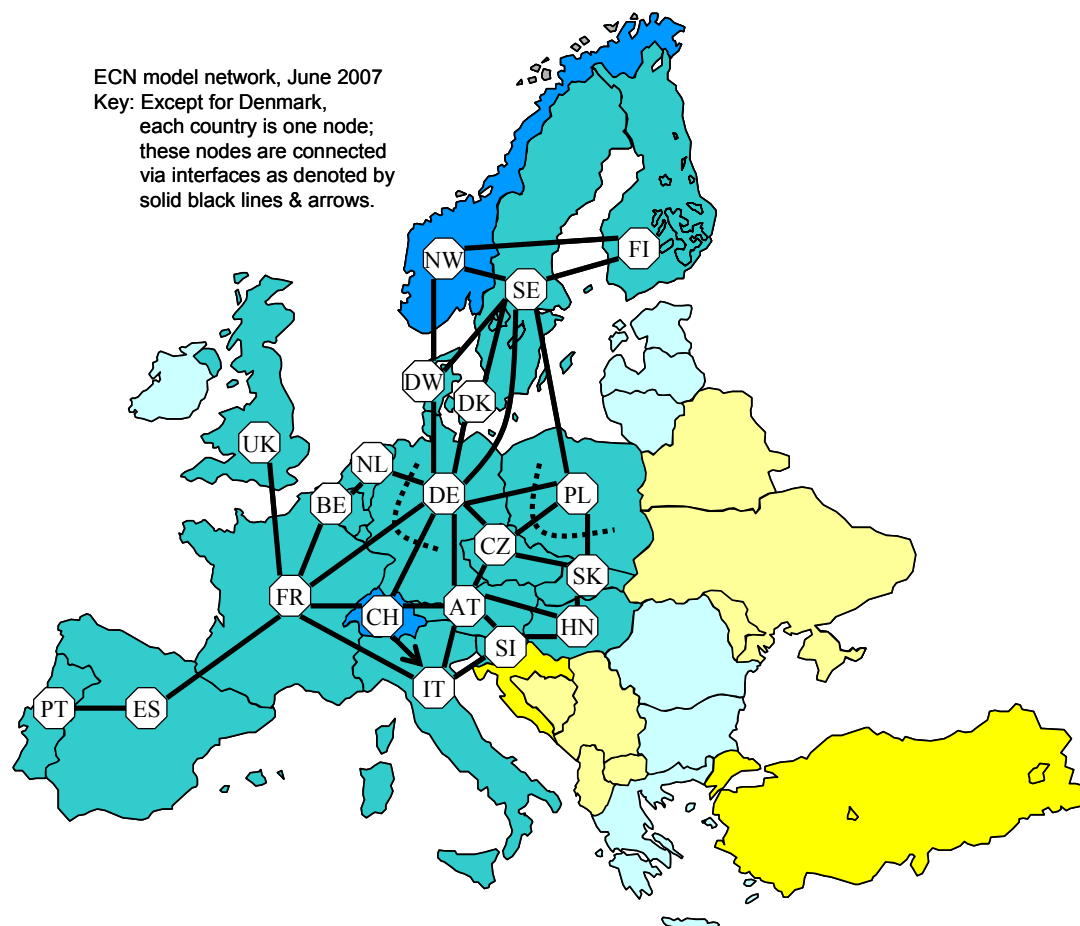 ECN model network, June 2007
Key: Except for Denmark,
each country is one node;
these nodes are connected
via interfaces as denoted by
solid black lines & arrows.
NW
FI
SE
DW
DK
UK
NL
BE
DE
PL
CZ
SK
FR
CH
AT
HN
SI
IT
PT
ES